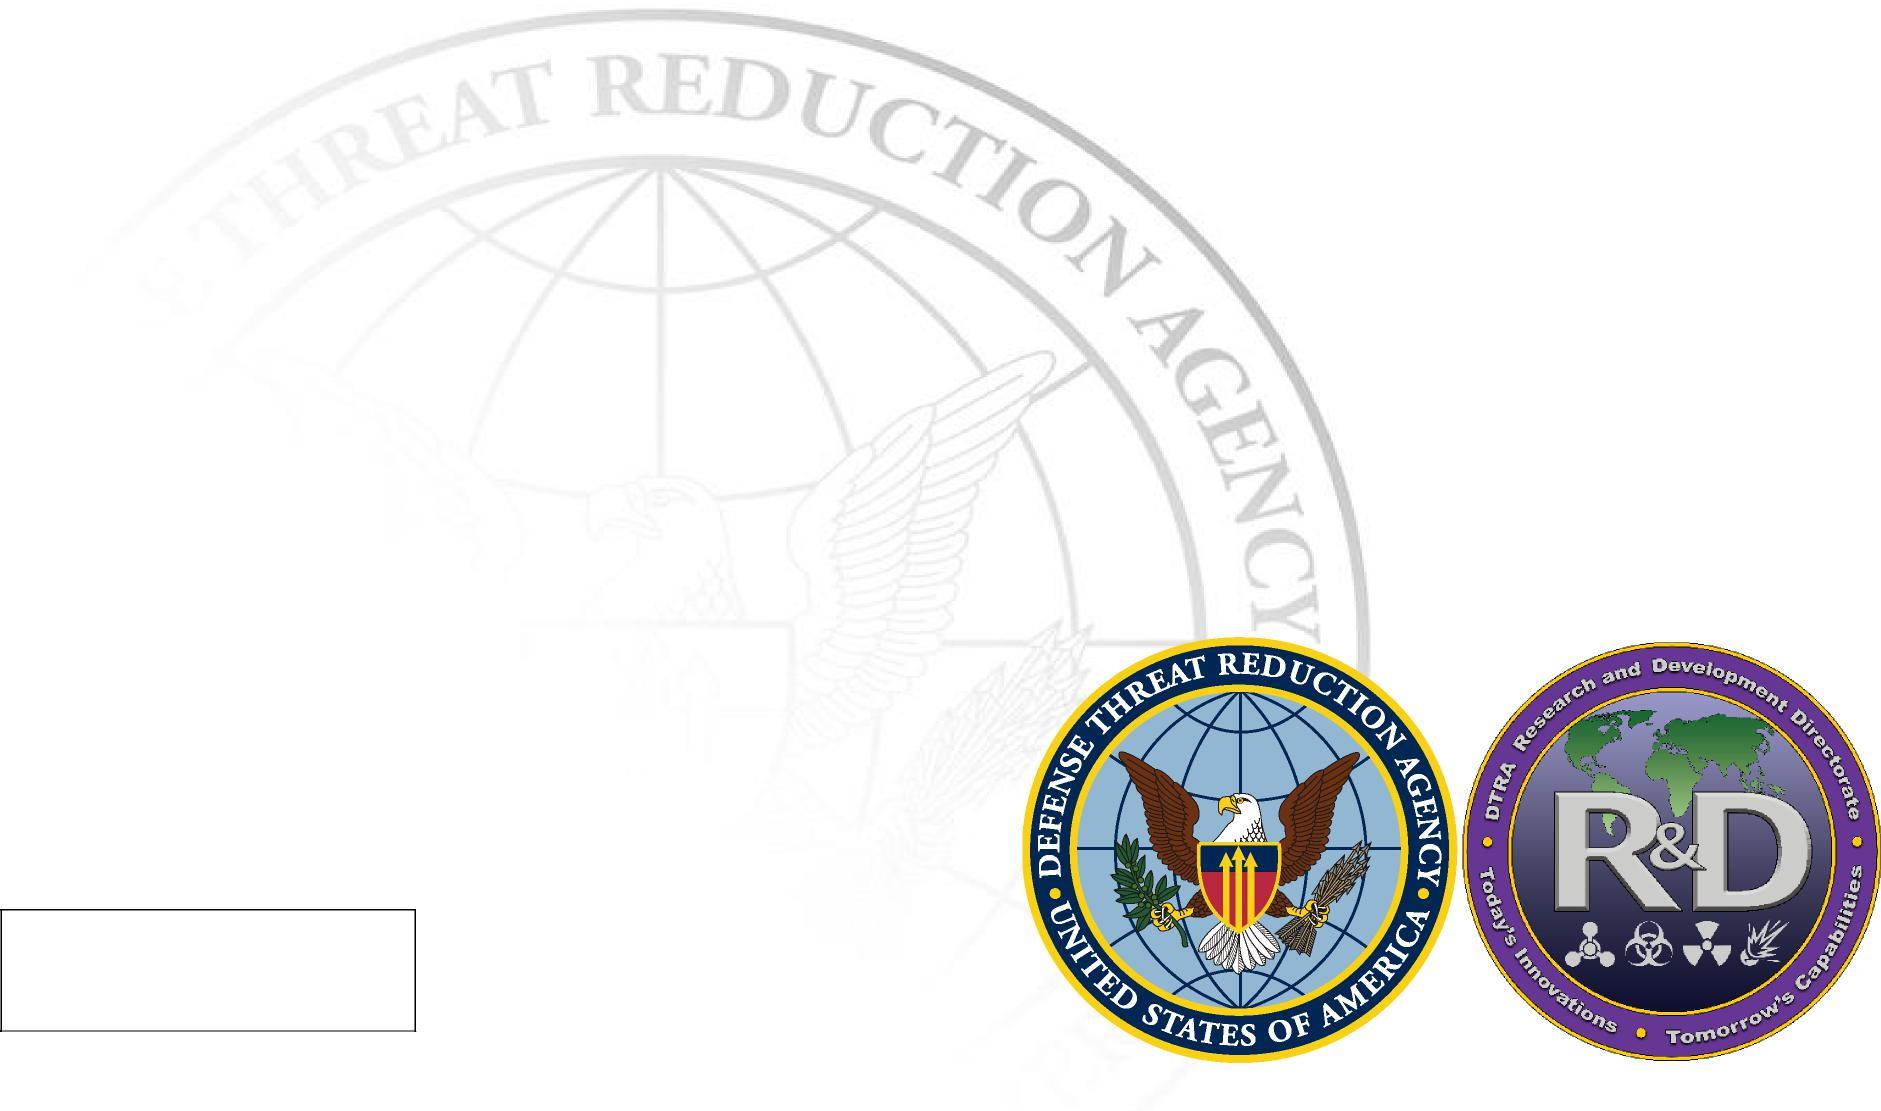 E THREAT REDUCTION AGENCY
DEFENSE THREAT REDUCTION AGENCY
UNITED STATES OF AMERICA
DTRA Research and Development Directorate
R&D
Today's Innovations • Tomorrow's Capabilities